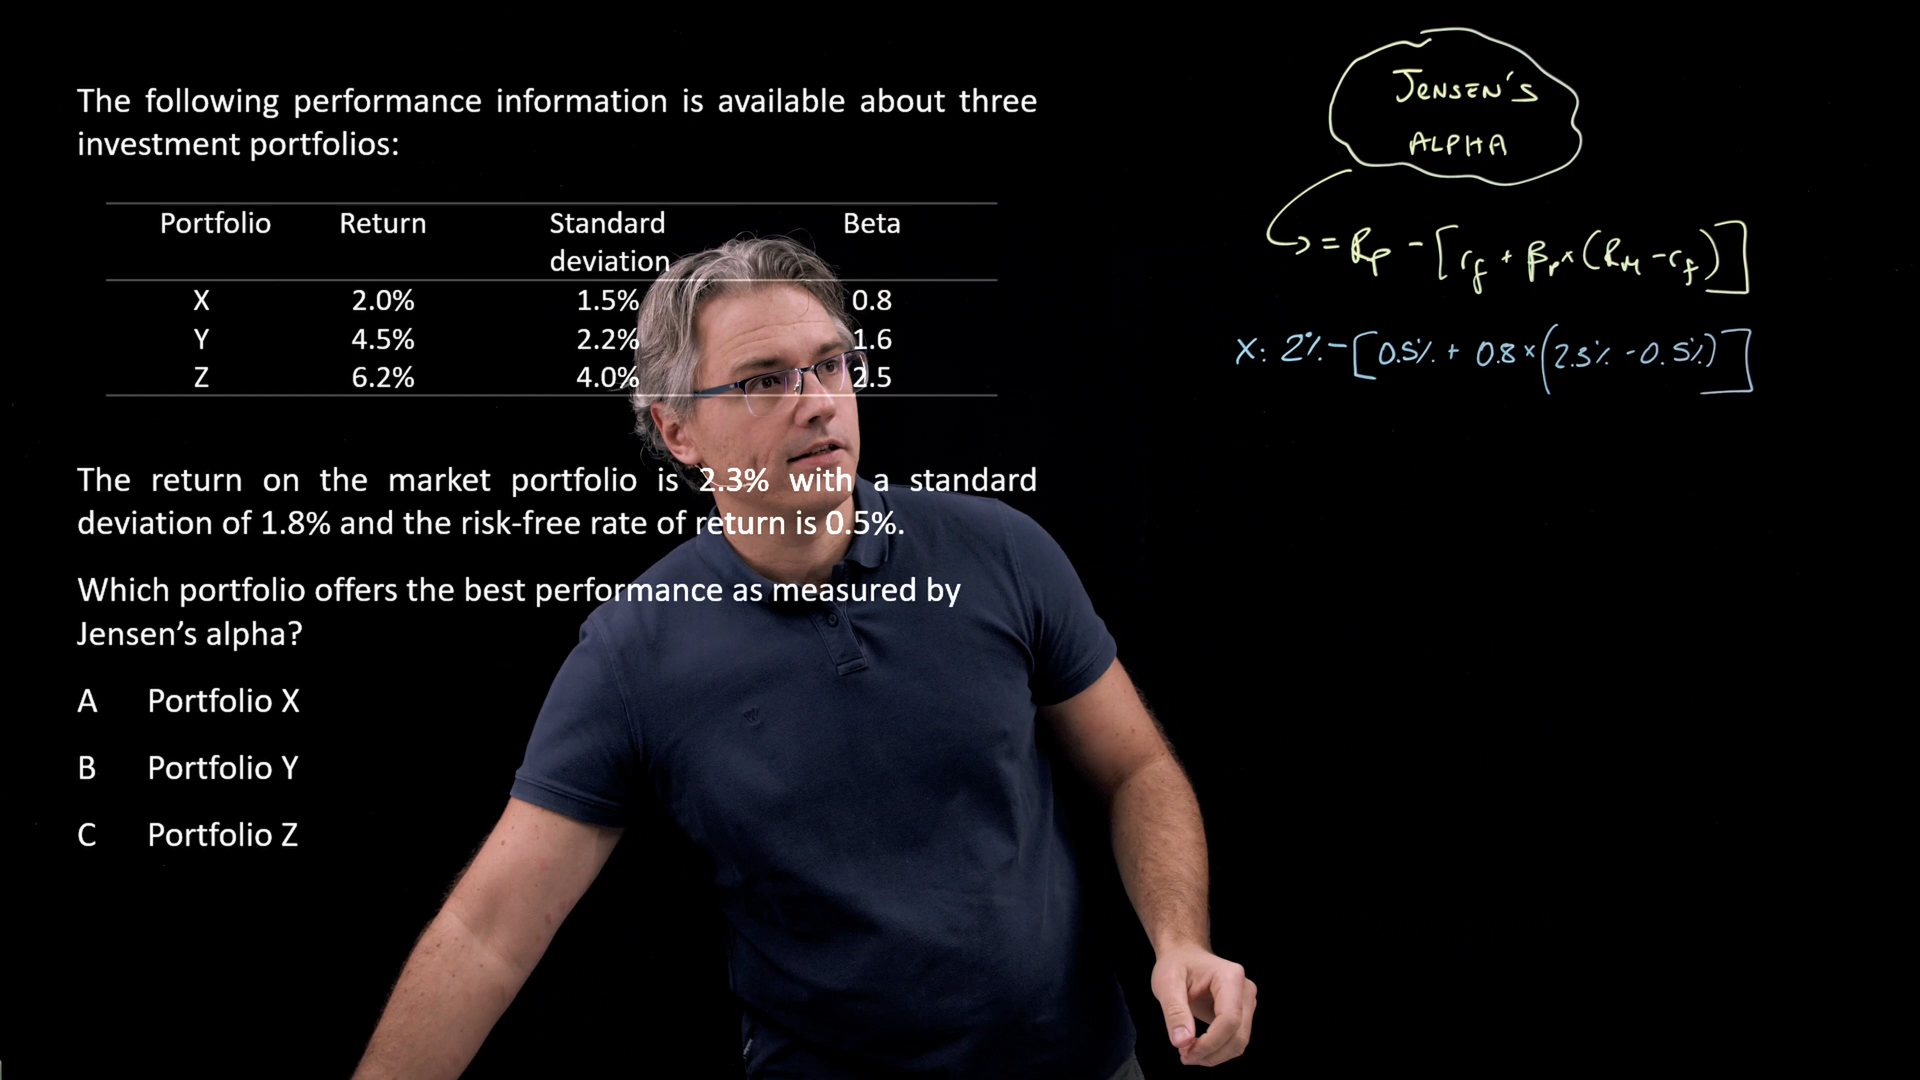 The following performance information is available about three
investment portfolios:
Portfolio Return Standard deviation Beta
X 2.0% 1.5% 0.8
Y 4.5% 2.2% 1.6
Z 6.2% 4.0% 2.5
The return on the market portfolio is 2.3% with a standard
deviation of 1.8% and the risk-free rate of return is 0.5%.
Which portfolio offers the best performance as measured by
Jensen’s alpha?
A Portfolio X
B Portfolio Y
C Portfolio Z
JENSEN'S
ALPHA
= Rp - [rf + βp × (RM - rf)]
X: 2% - [0.5% + 0.8 × (2.3% - 0.5%)]